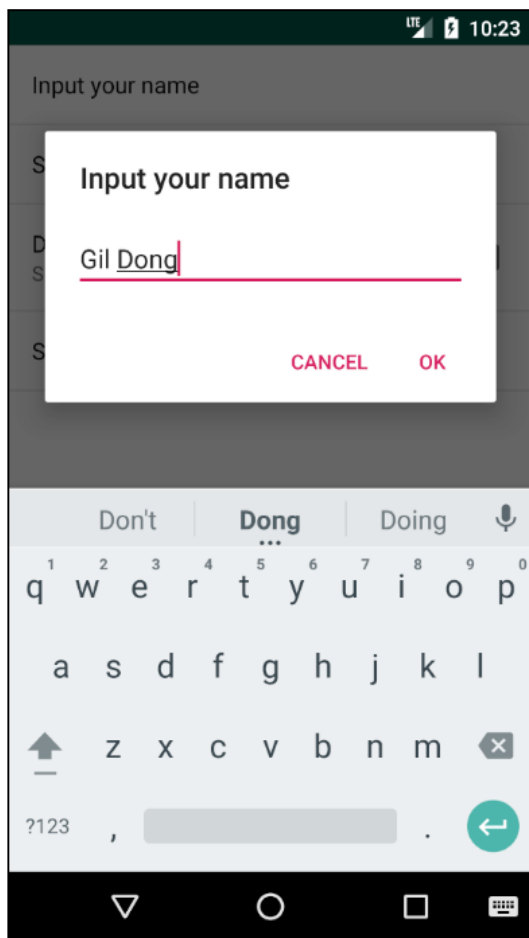 LTE 10:23
Input your name
S
Input your name
D
Gil Dong
S
S
CANCEL OK
Don't Dong Doing
1 2 3 4 5 6 7 8 9 0
q w e r t y u i o p
a s d f g h j k l
z x c v b n m
?123 , .